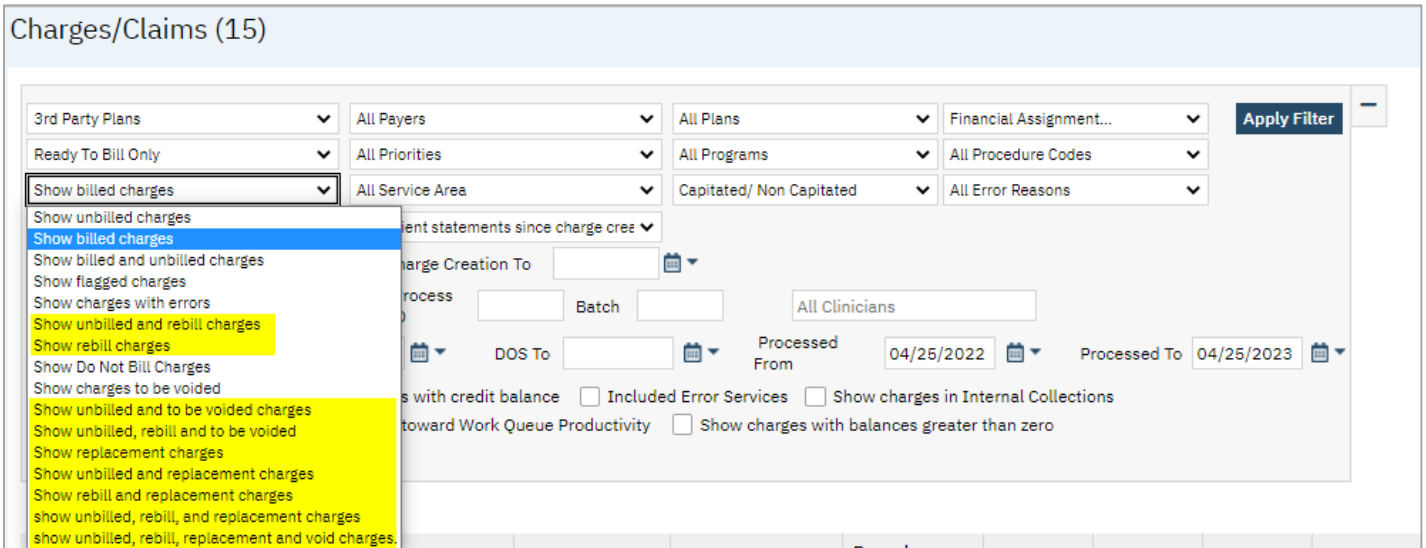 Charges/Claims (15)
3rd Party Plans All Payers All Plans Financial Assignment... Apply Filter
Ready To Bill Only All Priorities All Programs All Procedure Codes
Show billed charges All Service Area Capitated/ Non Capitated All Error Reasons
Show unbilled charges
statements since charge
Show billed charges
Show billed and unbilled charges
Creation To
Show flagged charges
Show charges with errors
Batch All Clinicians
Show unbilled and rebill charges
Show rebill charges
DOS To Processed From 04/25/2022 Processed To 04/25/2023
Show Do Not Bill Charges
Show charges to be voided
with credit balance Included Error Services Show charges in Internal Collections
Show unbilled and to be voided charges
Show unbilled, rebill and to be voided
toward Work Queue Productivity Show charges with balances greater than zero
Show replacement charges
Show unbilled and replacement charges
Show rebill and replacement charges
show unbilled, rebill, and replacement charges
show unbilled, rebill, replacement and void charges.